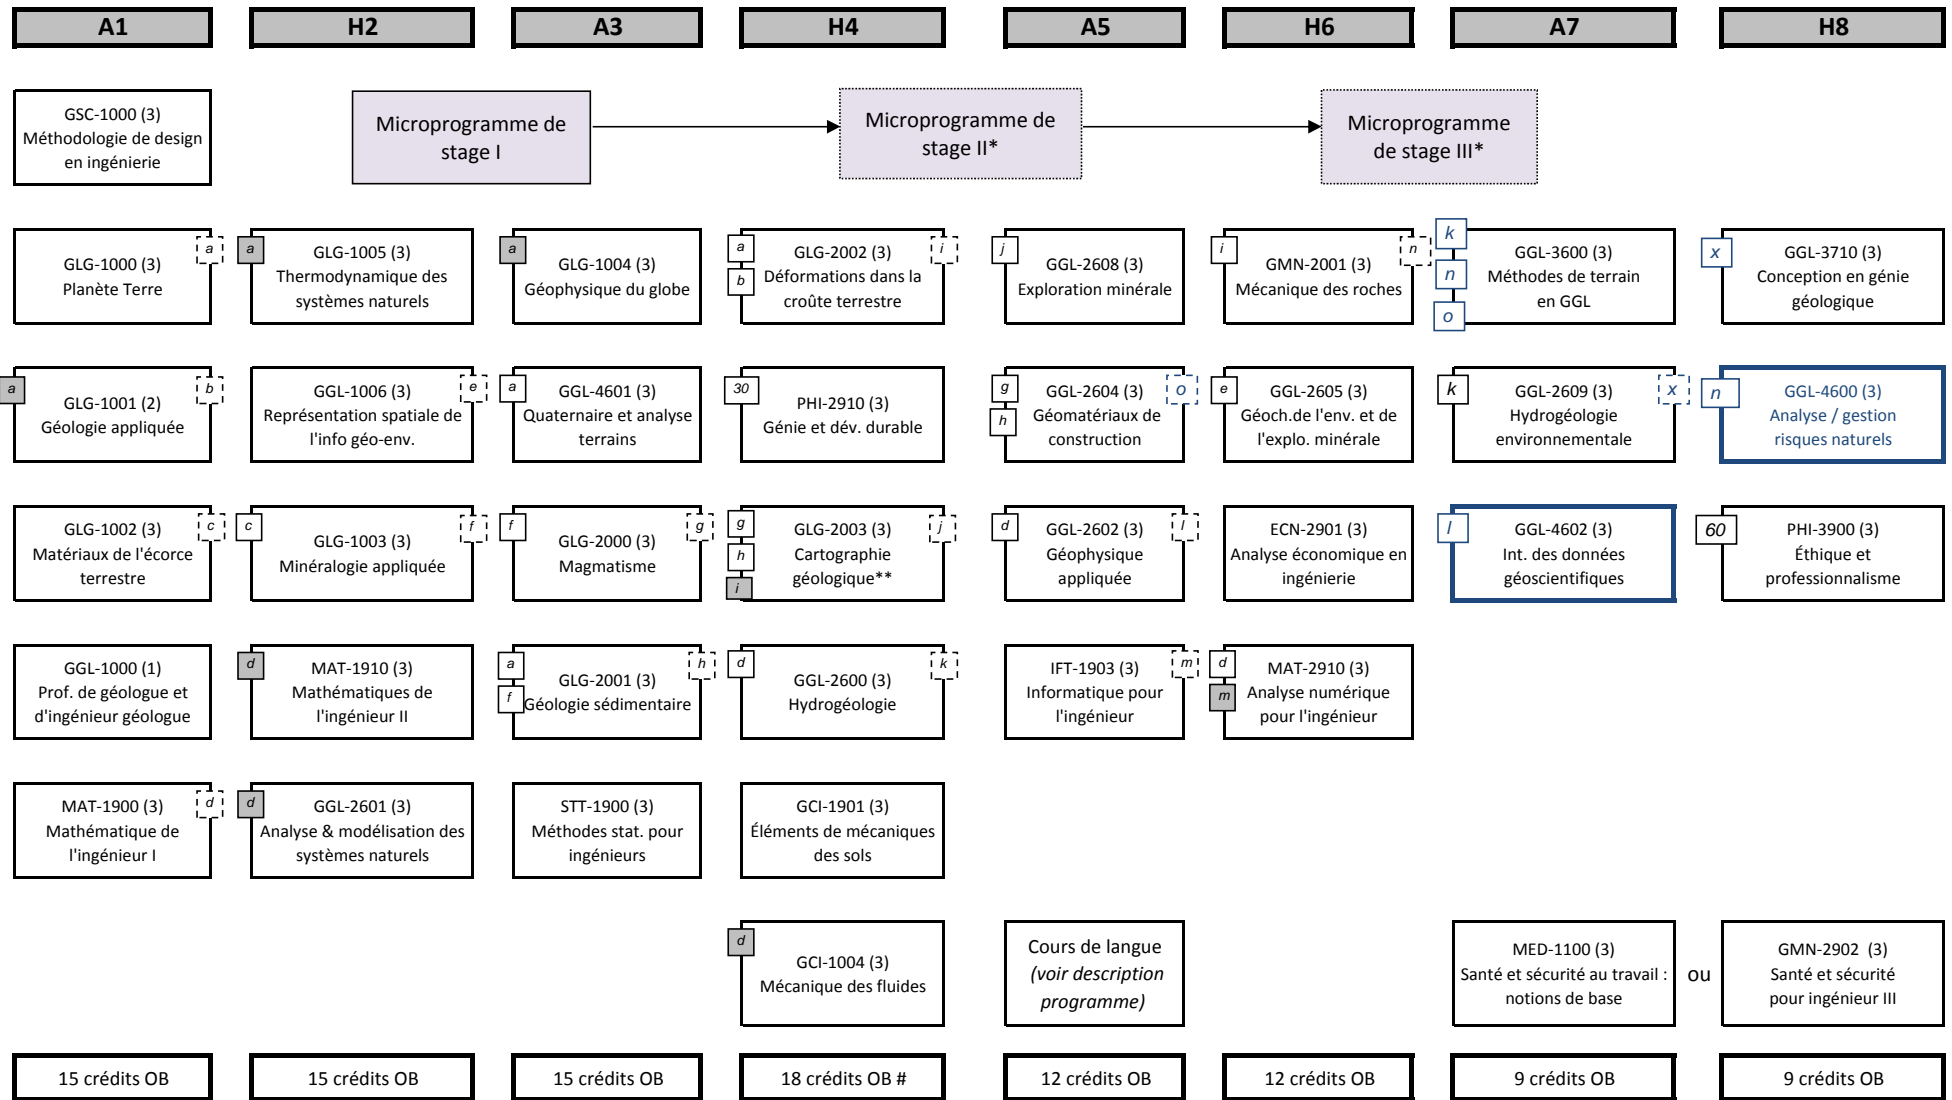 A1 H2 A3 H4 A5 H6 A7 H8
GSC-1000 (3)
Méthodologie de design
en ingénierie
Microprogramme de
stage I
Microprogramme de
stage II*
Microprogramme
de stage III*
GLG-1000 (3)
Planète Terre
a
a
GLG-1005 (3)
Thermodynamique des
systèmes naturels
a
GLG-1004 (3)
Géophysique du globe
a
b
GLG-2002 (3)
Déformations dans la
croûte terrestre
i
j
GGL-2608 (3)
Exploration minérale
i
GMN-2001 (3)
Mécanique des roches
n
k
n
o
GGL-3600 (3)
Méthodes de terrain
en GGL
x
GGL-3710 (3)
Conception en génie
géologique
a
GLG-1001 (2)
Géologie appliquée
b
GGL-1006 (3)
Représentation spatiale de
l'info géo-env.
e
a
GGL-4601 (3)
Quaternaire et analyse
terrains
30
PHI-2910 (3)
Génie et dév. durable
g
h
GGL-2604 (3)
Géomatériaux de
construction
o
e
GGL-2605 (3)
Géoch.de l'env. et de
l'explo. minérale
k
GGL-2609 (3)
Hydrogéologie
environnementale
x
n
GGL-4600 (3)
Analyse / gestion
risques naturels
GLG-1002 (3)
Matériaux de l'écorce
terrestre
c
c
GLG-1003 (3)
Minéralogie appliquée
f
f
GLG-2000 (3)
Magmatisme
g
g
h
i
GLG-2003 (3)
Cartographie
géologique**
j
d
GGL-2602 (3)
Géophysique
appliquée
l
ECN-2901 (3)
Analyse économique en
ingénierie
l
GGL-4602 (3)
Int. des données
géoscientifiques
60
PHI-3900 (3)
Éthique et
professionnalisme
GGL-1000 (1)
Prof. de géologue et
d'ingénieur géologue
d
MAT-1910 (3)
Mathématiques de
l'ingénieur II
a
f
GLG-2001 (3)
Géologie sédimentaire
h
d
GGL-2600 (3)
Hydrogéologie
k
IFT-1903 (3)
Informatique pour
l'ingénieur
m
d
m
MAT-2910 (3)
Analyse numérique
pour l'ingénieur
MAT-1900 (3)
Mathématique de
l'ingénieur I
d
d
GGL-2601 (3)
Analyse & modélisation des
systèmes naturels
STT-1900 (3)
Méthodes stat. pour
ingénieurs
GCI-1901 (3)
Éléments de mécaniques
des sols
d
GCI-1004 (3)
Mécanique des fluides
Cours de langue
(voir description
programme)
MED-1100 (3)
Santé et sécurité au travail :
notions de base
ou
GMN-2902 (3)
Santé et sécurité
pour ingénieur III
15 crédits OB 15 crédits OB 15 crédits OB 18 crédits OB # 12 crédits OB 12 crédits OB 9 crédits OB 9 crédits OB